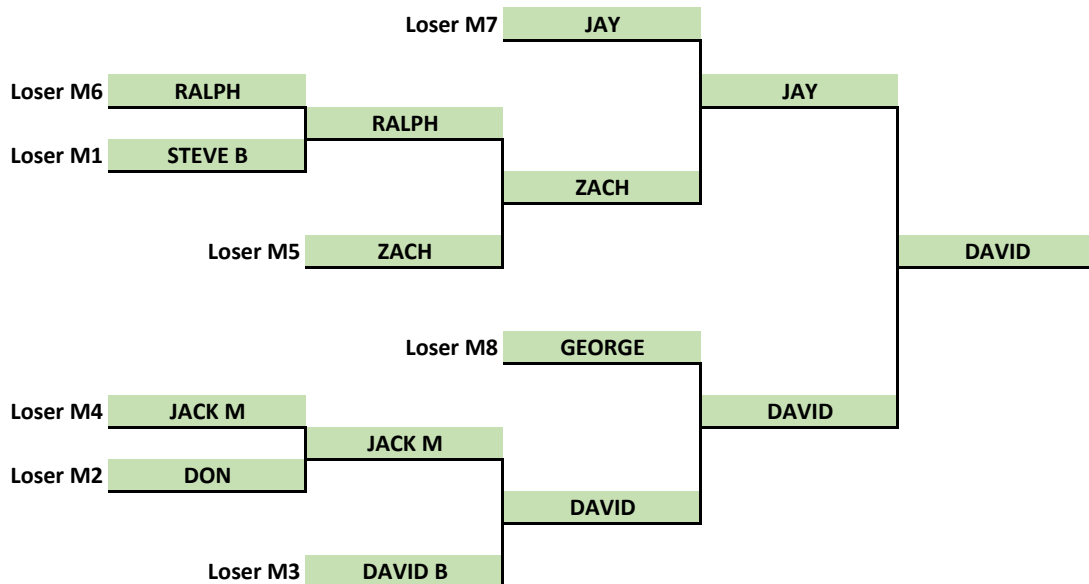 Loser M7 JAY
Loser M6 RALPH JAY
RALPH
Loser M1 STEVE B
ZACH
Loser M5 ZACH DAVID
Loser M8 GEORGE
Loser M4 JACK M DAVID
JACK M
Loser M2 DON
DAVID
Loser M3 DAVID B